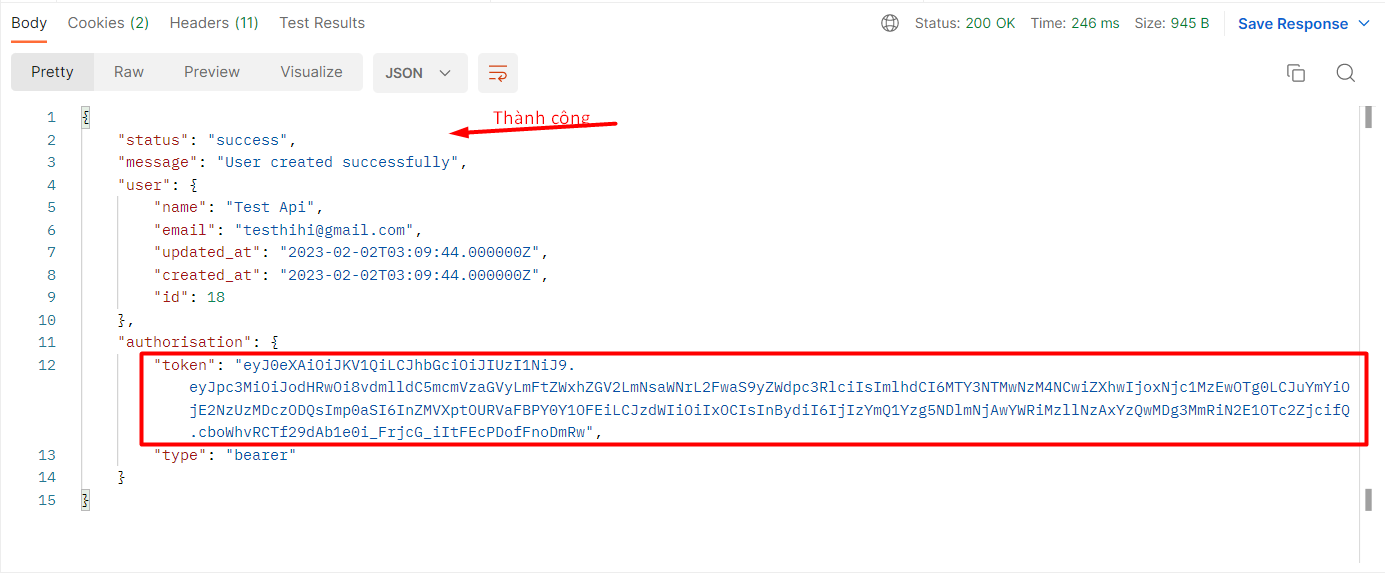 Body Cookies (2) Headers (11) Test Results Status: 200 OK Time: 246 ms Size: 945 B Save Response
Pretty Raw Preview Visualize JSON
Thành công
1 {
2 "status": "success",
3 "message": "User created successfully",
4 "user": {
5 "name": "Test Api",
6 "email": "testhihi@gmail.com",
7 "updated_at": "2023-02-02T03:09:44.000000Z",
8 "created_at": "2023-02-02T03:09:44.000000Z",
9 "id": 18
10 },
11 "authorisation": {
12 "token": "eyJ0eXAiOiJKV1QiLCJhbGciOiJIUzI1NiJ9.
eyJpc3MiOiJodHRwOi8vdmlldC5mcmVzaGVyLmFtZWxhZGV2LmNsaWNrL2FwaS9yZWdpc3RlciIsImlhdCI6MTY3NTMwNzM4NCwiZXhwIjoxNjc1MzEwOTg0LCJuYmYiO
jE2NzUzMDczODQsImp0aSI6InZMVXptOURVaFBPY0Y1OFEiLCJzdWIiOiIxOCIsInBydiI6IjIzYmQ1Yzg5NDlmNjAwYWRiMzllNzAxYzQwMDg3MmRiN2E1OTc2ZjcifQ
.cboWhvRCTf29dAb1e0i_FrjcG_iItFEcPDofFnoDmRw",
13 "type": "bearer"
14 }
15 }